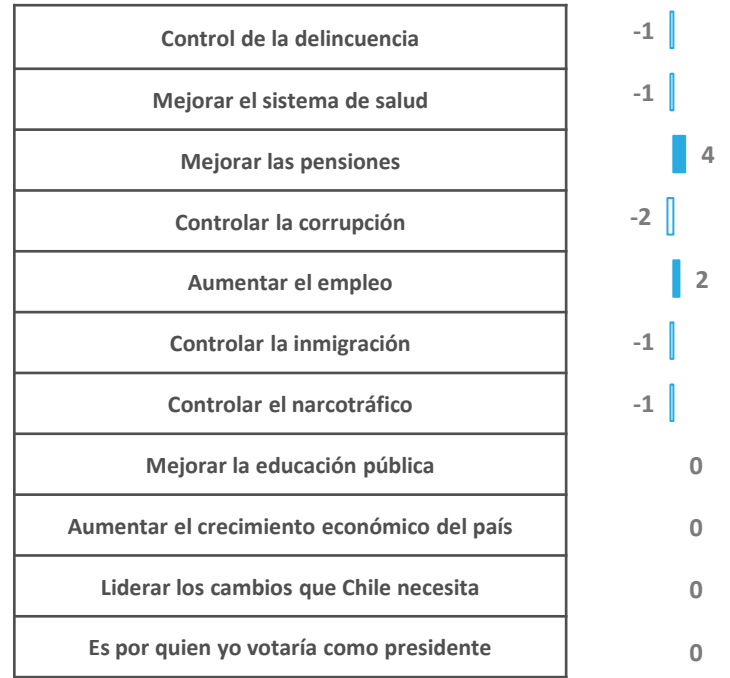 Control de la delincuencia -1
Mejorar el sistema de salud -1
Mejorar las pensiones 4
Controlar la corrupción -2
Aumentar el empleo 2
Controlar la inmigración -1
Controlar el narcotráfico -1
Mejorar la educación pública 0
Aumentar el crecimiento económico del país 0
Liderar los cambios que Chile necesita 0
Es por quien yo votaría como presidente 0